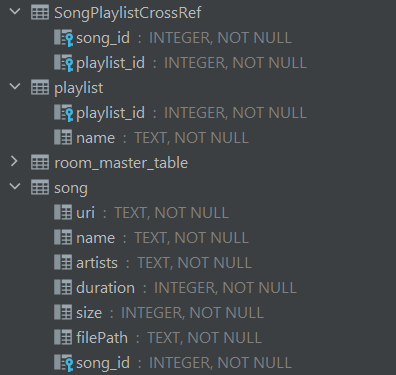 SongPlaylistCrossRef
song_id : INTEGER, NOT NULL
playlist_id : INTEGER, NOT NULL
playlist
playlist_id : INTEGER, NOT NULL
name : TEXT, NOT NULL
room_master_table
song
uri : TEXT, NOT NULL
name : TEXT, NOT NULL
artists : TEXT, NOT NULL
duration : INTEGER, NOT NULL
size : INTEGER, NOT NULL
filePath : TEXT, NOT NULL
song_id : INTEGER, NOT NULL